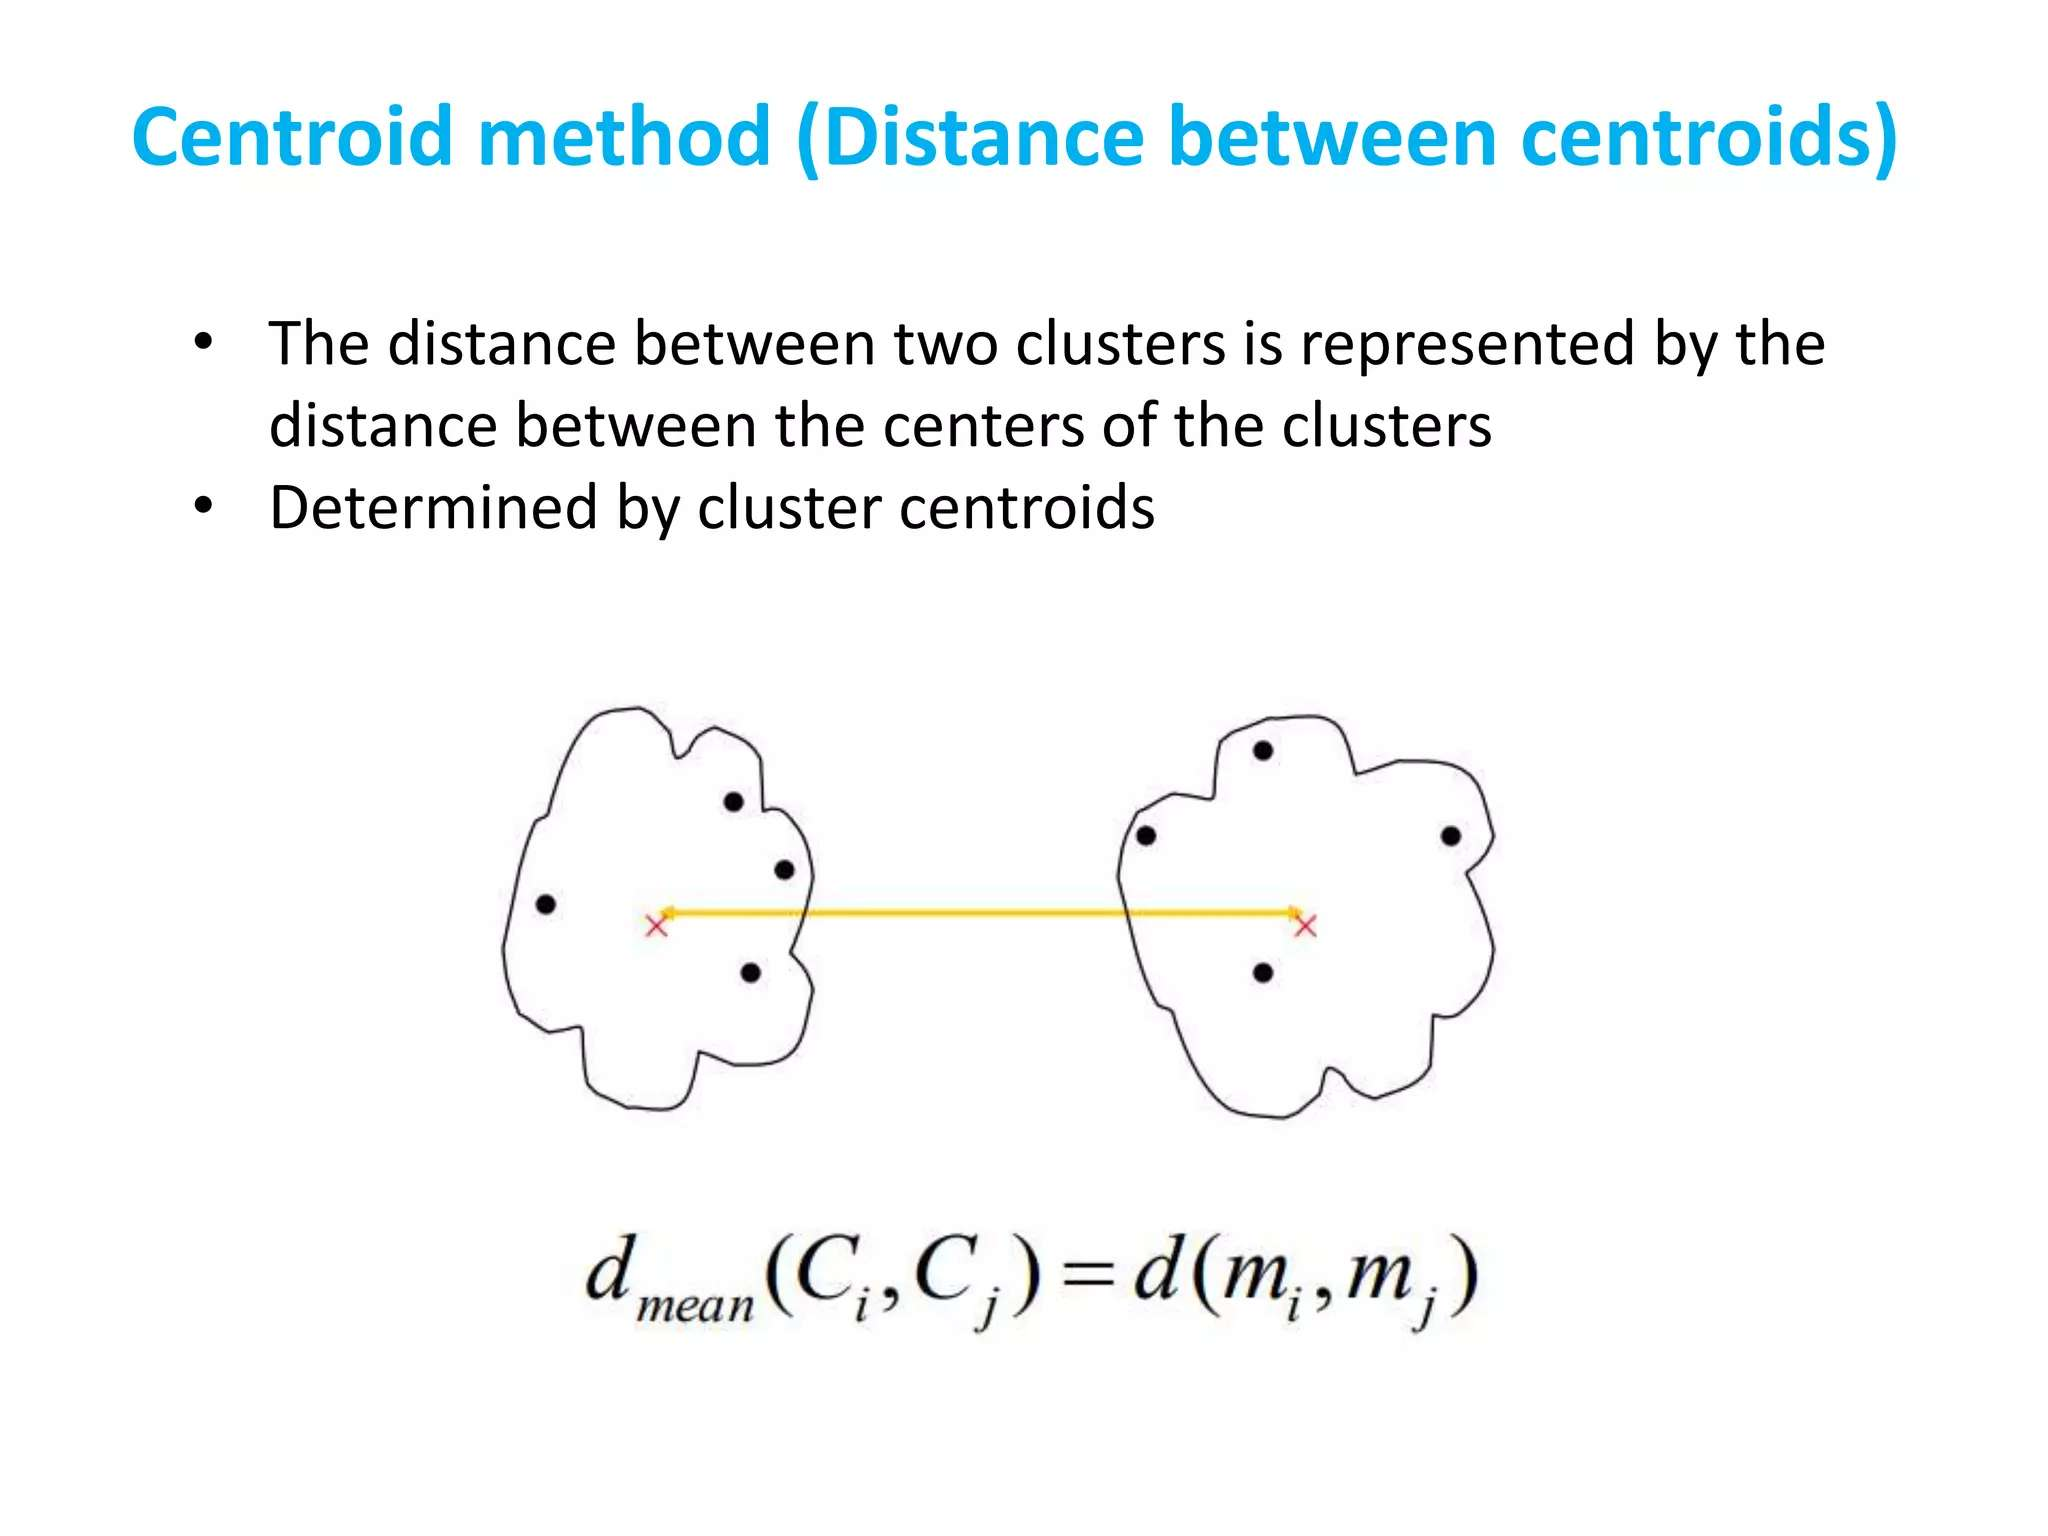 Centroid method (Distance between centroids)
• The distance between two clusters is represented by the
distance between the centers of the clusters
• Determined by cluster centroids
d_mean(C_i, C_j) = d(m_i, m_j)